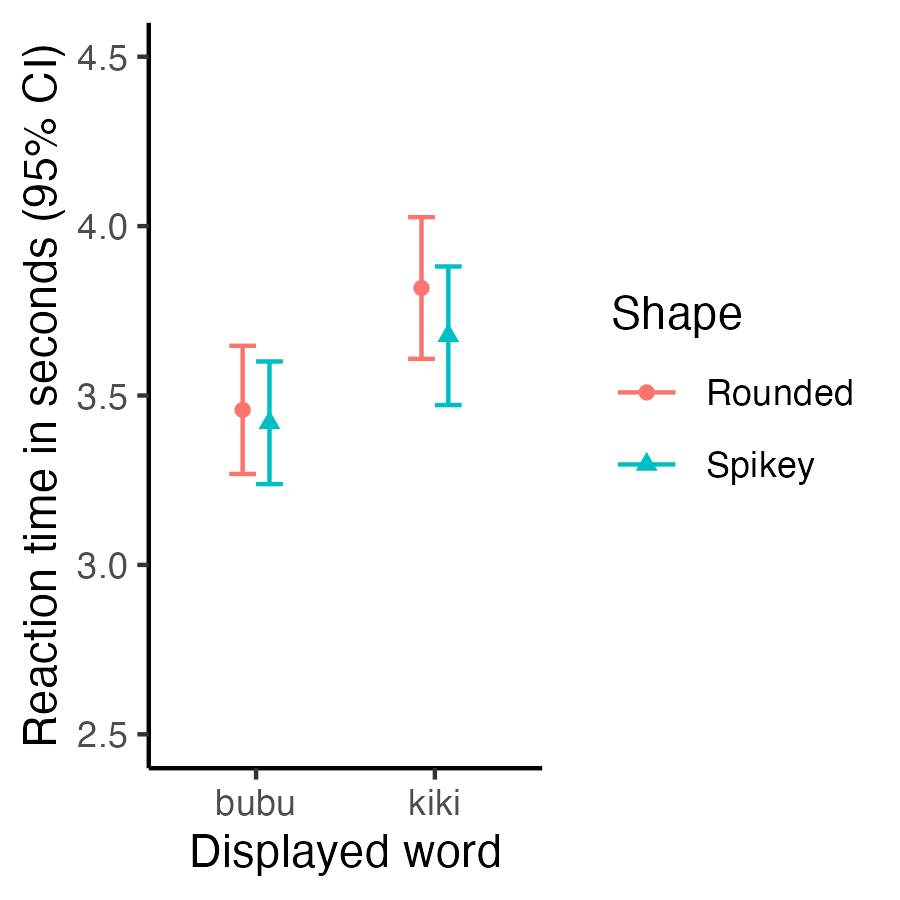 Reaction time in seconds (95% CI)
4.5
4.0
3.5
3.0
2.5
bubu kiki
Displayed word
Shape
Rounded
Spikey